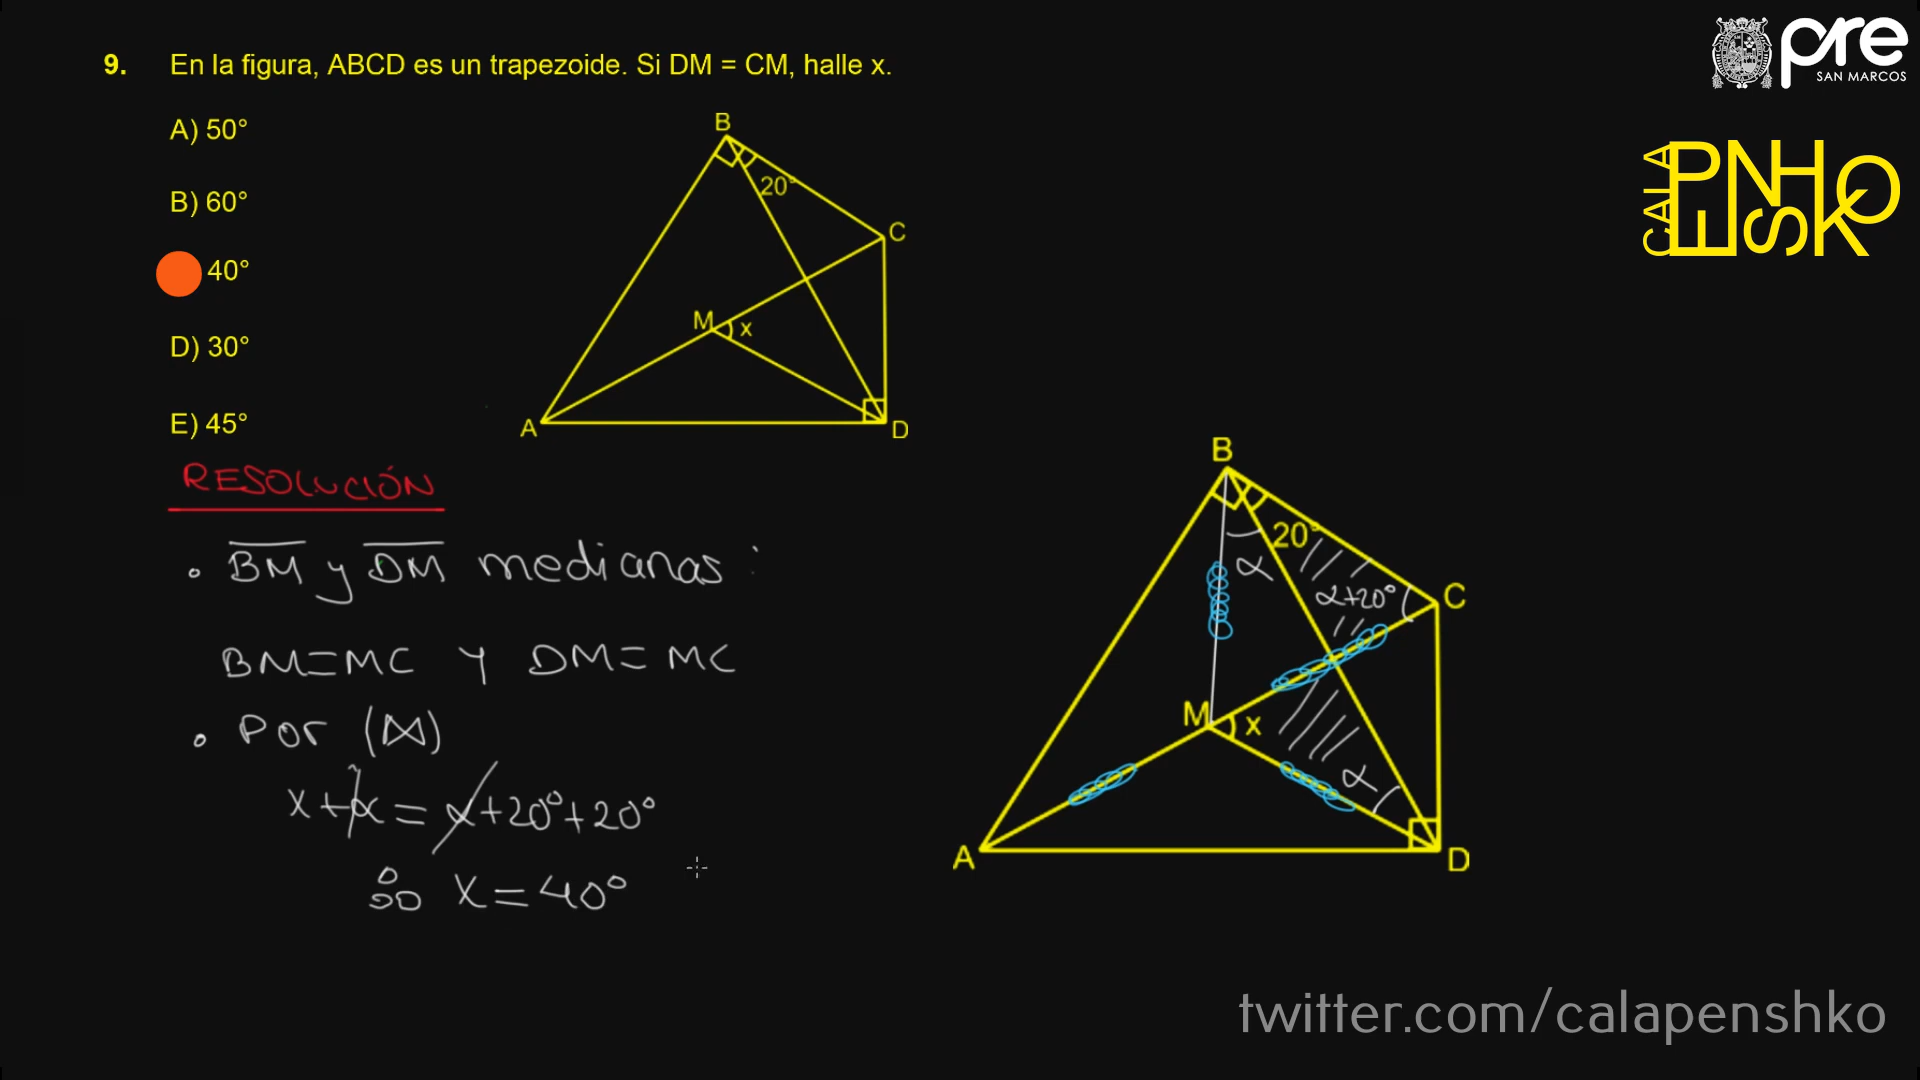 9. En la figura, ABCD es un trapezoide. Si DM = CM, halle x.
A) 50°
B) 60°
40°
D) 30°
E) 45°
B
20°
C
M
x
A
D
RESOLUCIÓN
• BM y DM medianas:
BM=MC y DM=MC
• Por (⋈)
x+α=α+20°+20°
∴ x=40°
B
20°
α
α+20°
C
M
x
α
A
D
pre
SAN MARCOS
CALA
PENSHKO
twitter.com/calapenshko